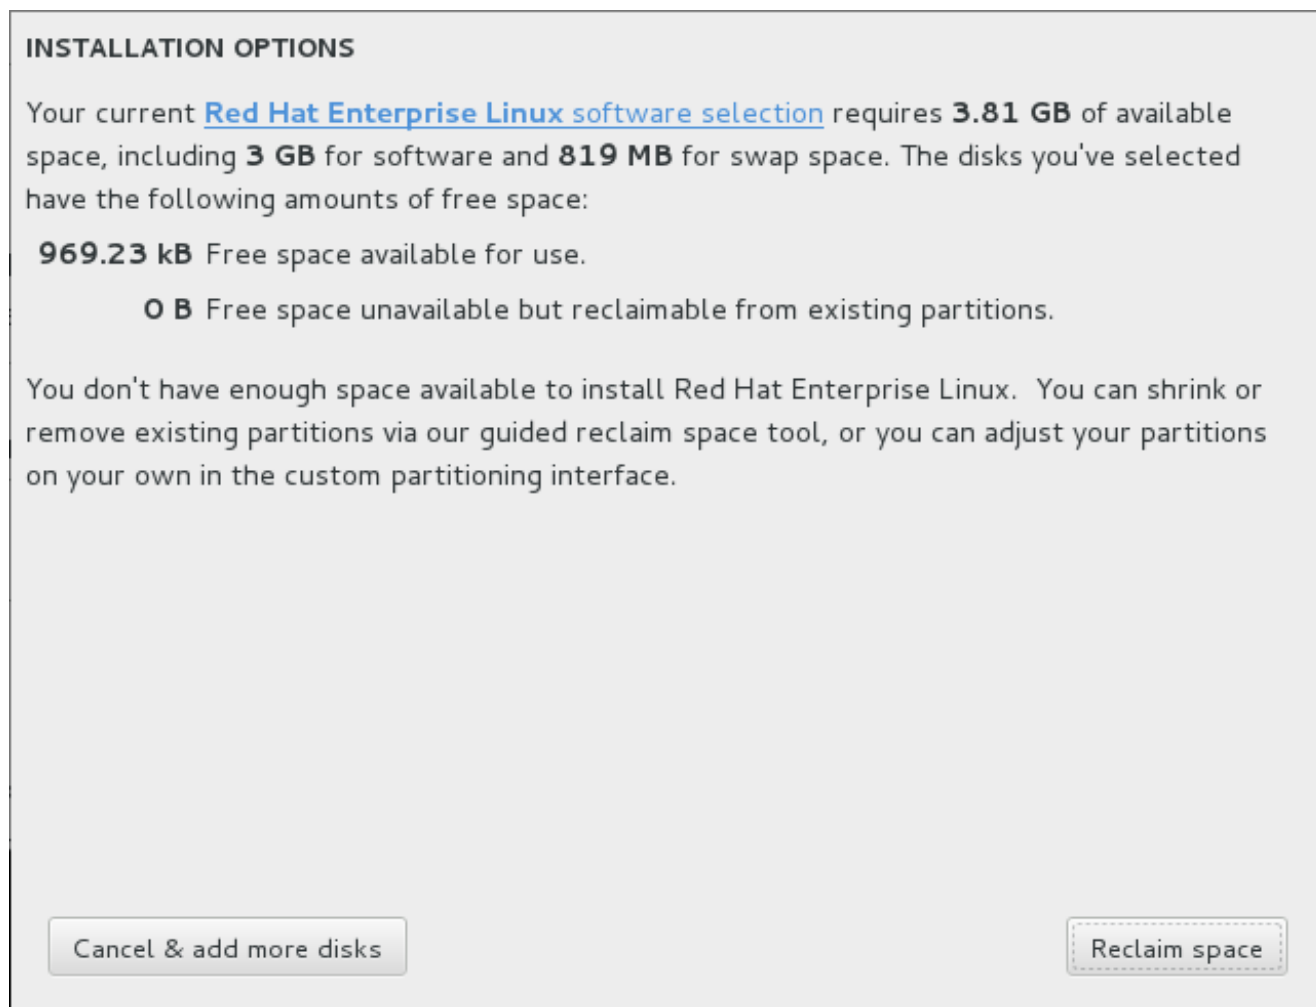 INSTALLATION OPTIONS
Your current Red Hat Enterprise Linux software selection requires 3.81 GB of available
space, including 3 GB for software and 819 MB for swap space. The disks you've selected
have the following amounts of free space:
969.23 kB Free space available for use.
0 B Free space unavailable but reclaimable from existing partitions.
You don't have enough space available to install Red Hat Enterprise Linux.  You can shrink or
remove existing partitions via our guided reclaim space tool, or you can adjust your partitions
on your own in the custom partitioning interface.
Cancel & add more disks
Reclaim space